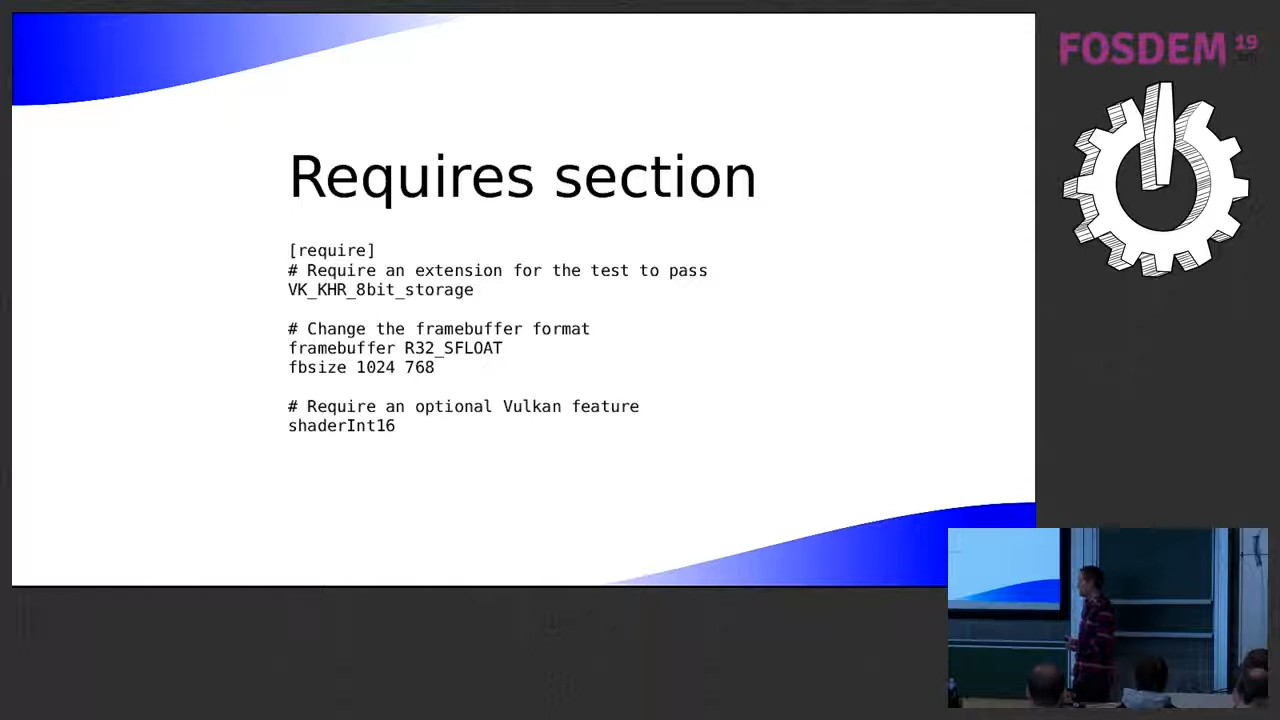 FOSDEM 19
Requires section
[require]
# Require an extension for the test to pass
VK_KHR_8bit_storage
# Change the framebuffer format
framebuffer R32_SFLOAT
fbsize 1024 768
# Require an optional Vulkan feature
shaderInt16